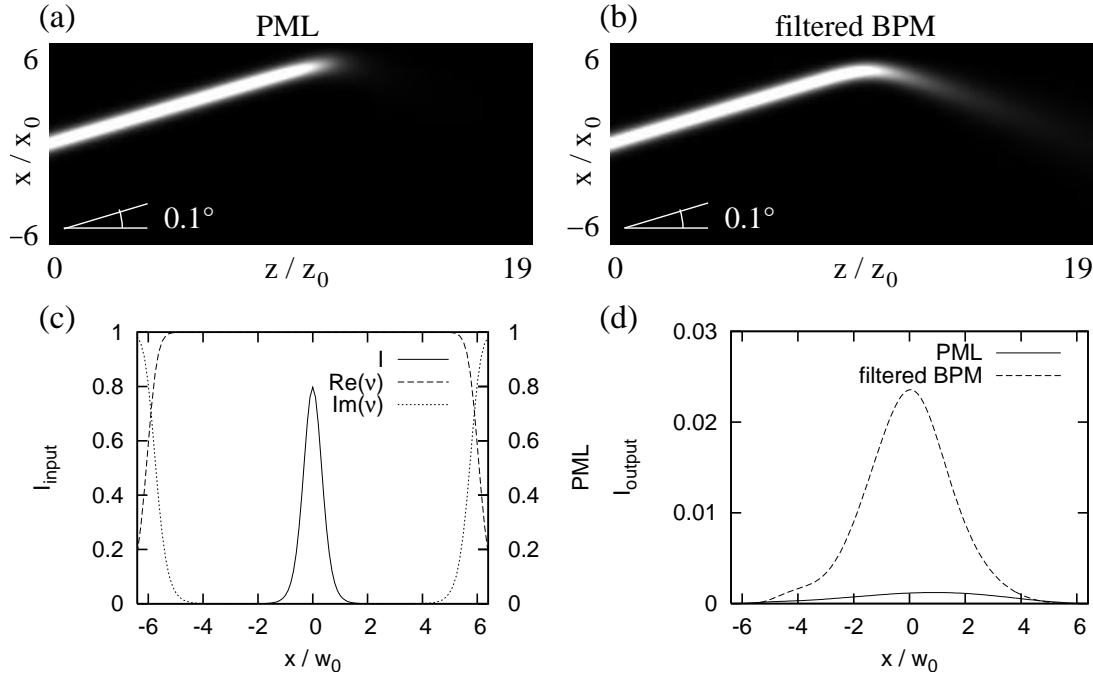 (a)
PML
6
x / x0
–6
0.1°
0
z / z0
19
(b)
filtered BPM
6
x / x0
–6
0.1°
0
z / z0
19
(c)
1
0.8
0.6
0.4
0.2
0
I_input
1
0.8
0.6
0.4
0.2
0
PML
I
Re(ν)
Im(ν)
-6
-4
-2
0
2
4
6
x / w0
(d)
0.03
0.02
0.01
0
I_output
PML
filtered BPM
-6
-4
-2
0
2
4
6
x / w0